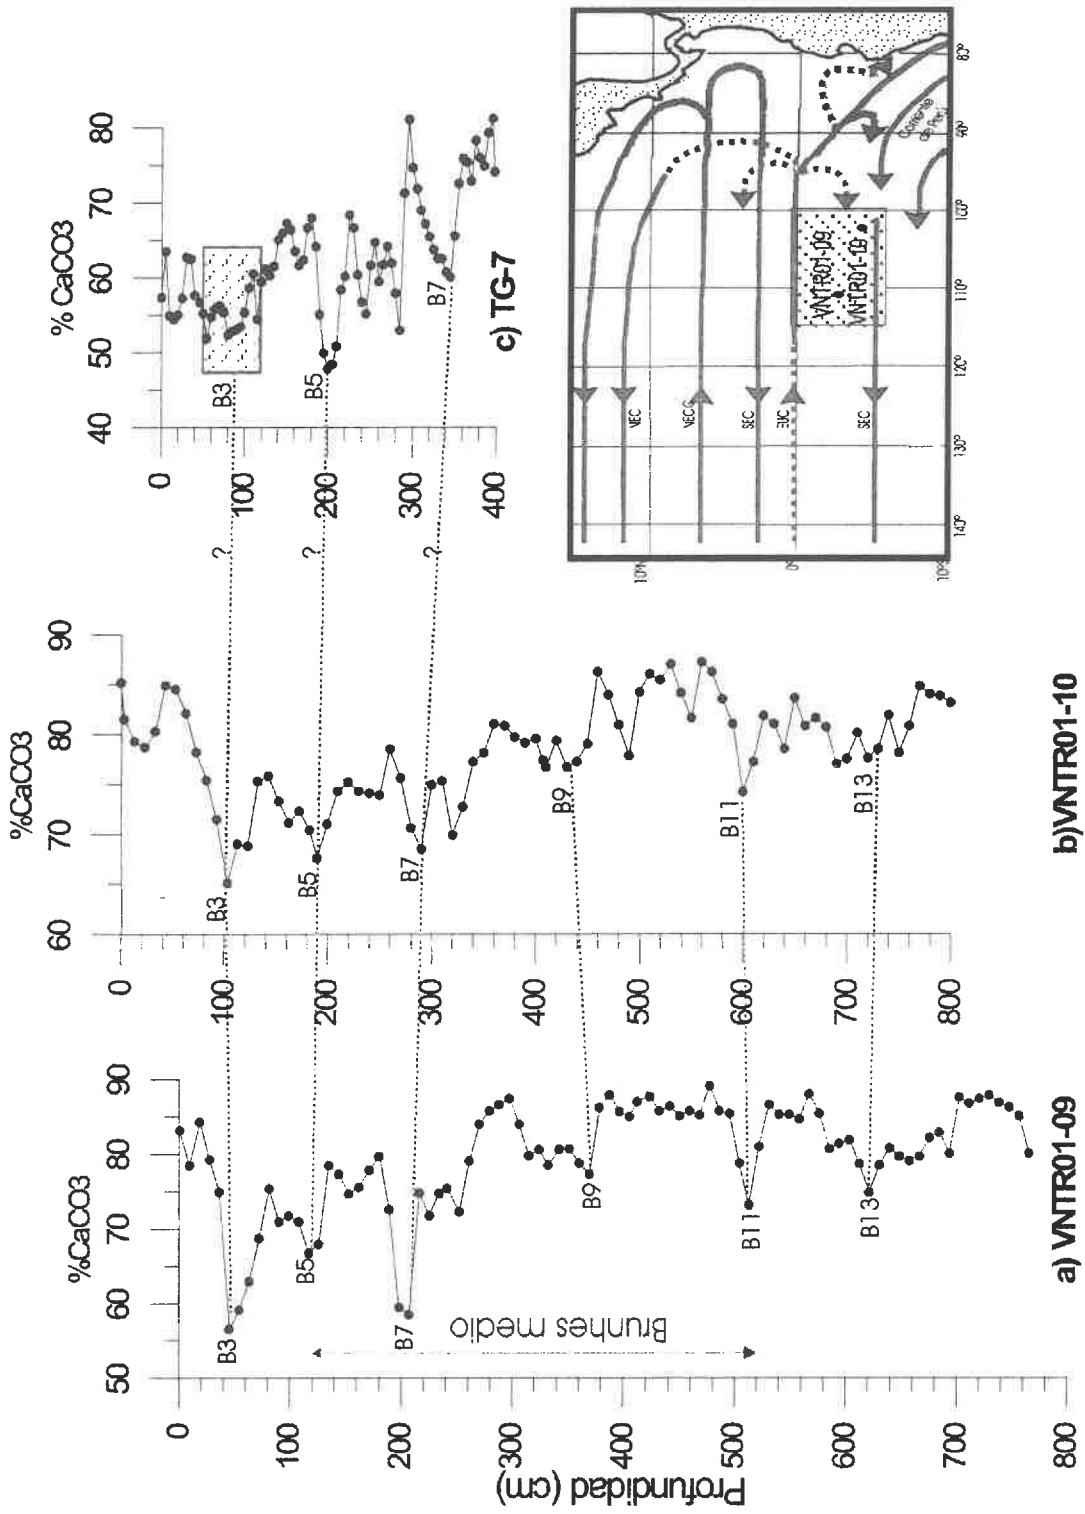 %CaCO3
50 60 70 80 90
0
100
200
300
400
500
600
700
800
Profundidad (cm)
B3
B5
B7
B9
B11
B13
Brunhes medio
a) VNTR01-09
%CaCO3
60 70 80 90
0
100
200
300
400
500
600
700
800
B3
B5
B7
B9
B11
B13
b)VNTR01-10
% CaCO3
40 50 60 70 80
0
100
200
300
400
B3
B5
B7
?
?
?
c) TG-7
NEC
NECC
SEC
EUC
SEC
VNTR01-09
Corriente
de Perú
10°N
0°
10°S
140° 130° 120° 110° 100° 90° 80°